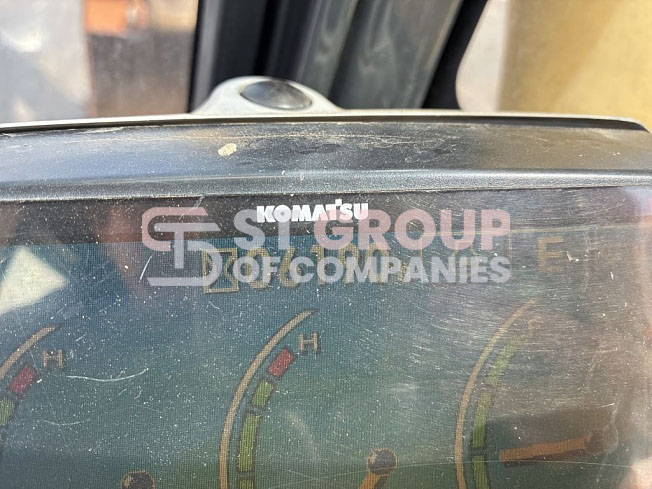 KOMATSU
ST GROUP
OF COMPANIES
E
H
H
F